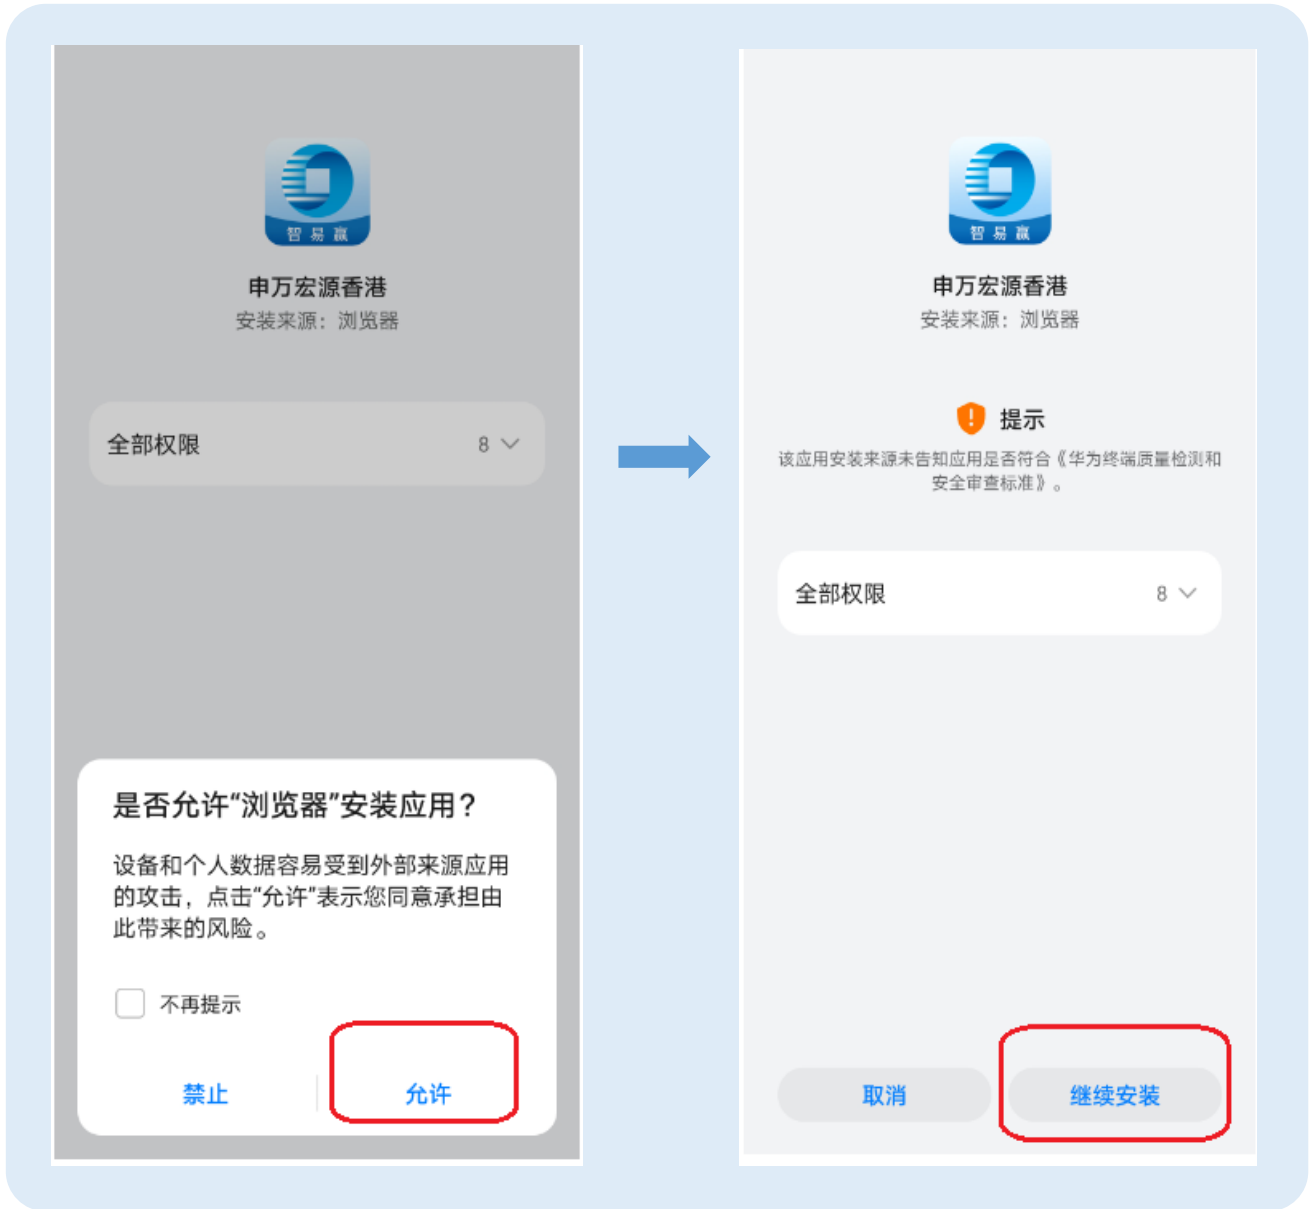 智易赢
申万宏源香港
安装来源：浏览器
全部权限
8
是否允许“浏览器”安装应用？
设备和个人数据容易受到外部来源应用
的攻击，点击“允许”表示您同意承担由
此带来的风险。
不再提示
禁止
允许
智易赢
申万宏源香港
安装来源：浏览器
提示
该应用安装来源未告知应用是否符合《华为终端质量检测和
安全审查标准》。
全部权限
8
取消
继续安装